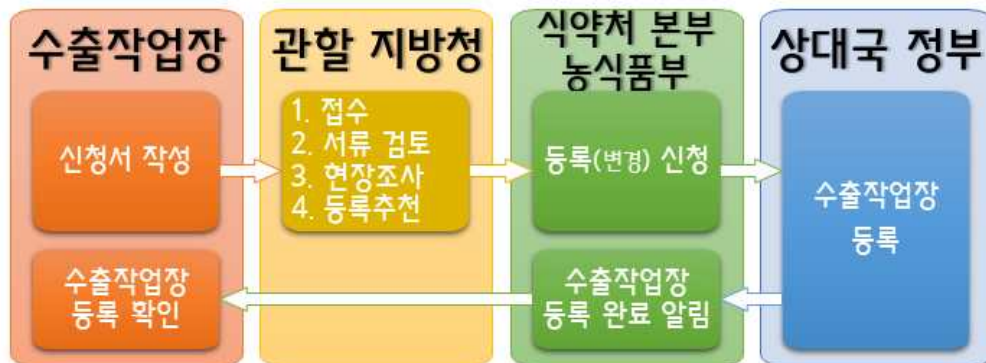 수출작업장
신청서 작성
수출작업장
등록 확인
관할 지방청
1. 접수
2. 서류 검토
3. 현장조사
4. 등록추천
식약처 본부
농식품부
등록(변경) 신청
수출작업장
등록 완료 알림
상대국 정부
수출작업장
등록